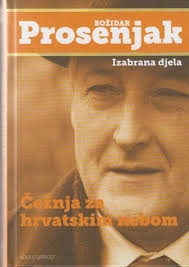 BOŽIDAR
Prosenjak
Izabrana djela
Čežnja za
hrvatskim nebom